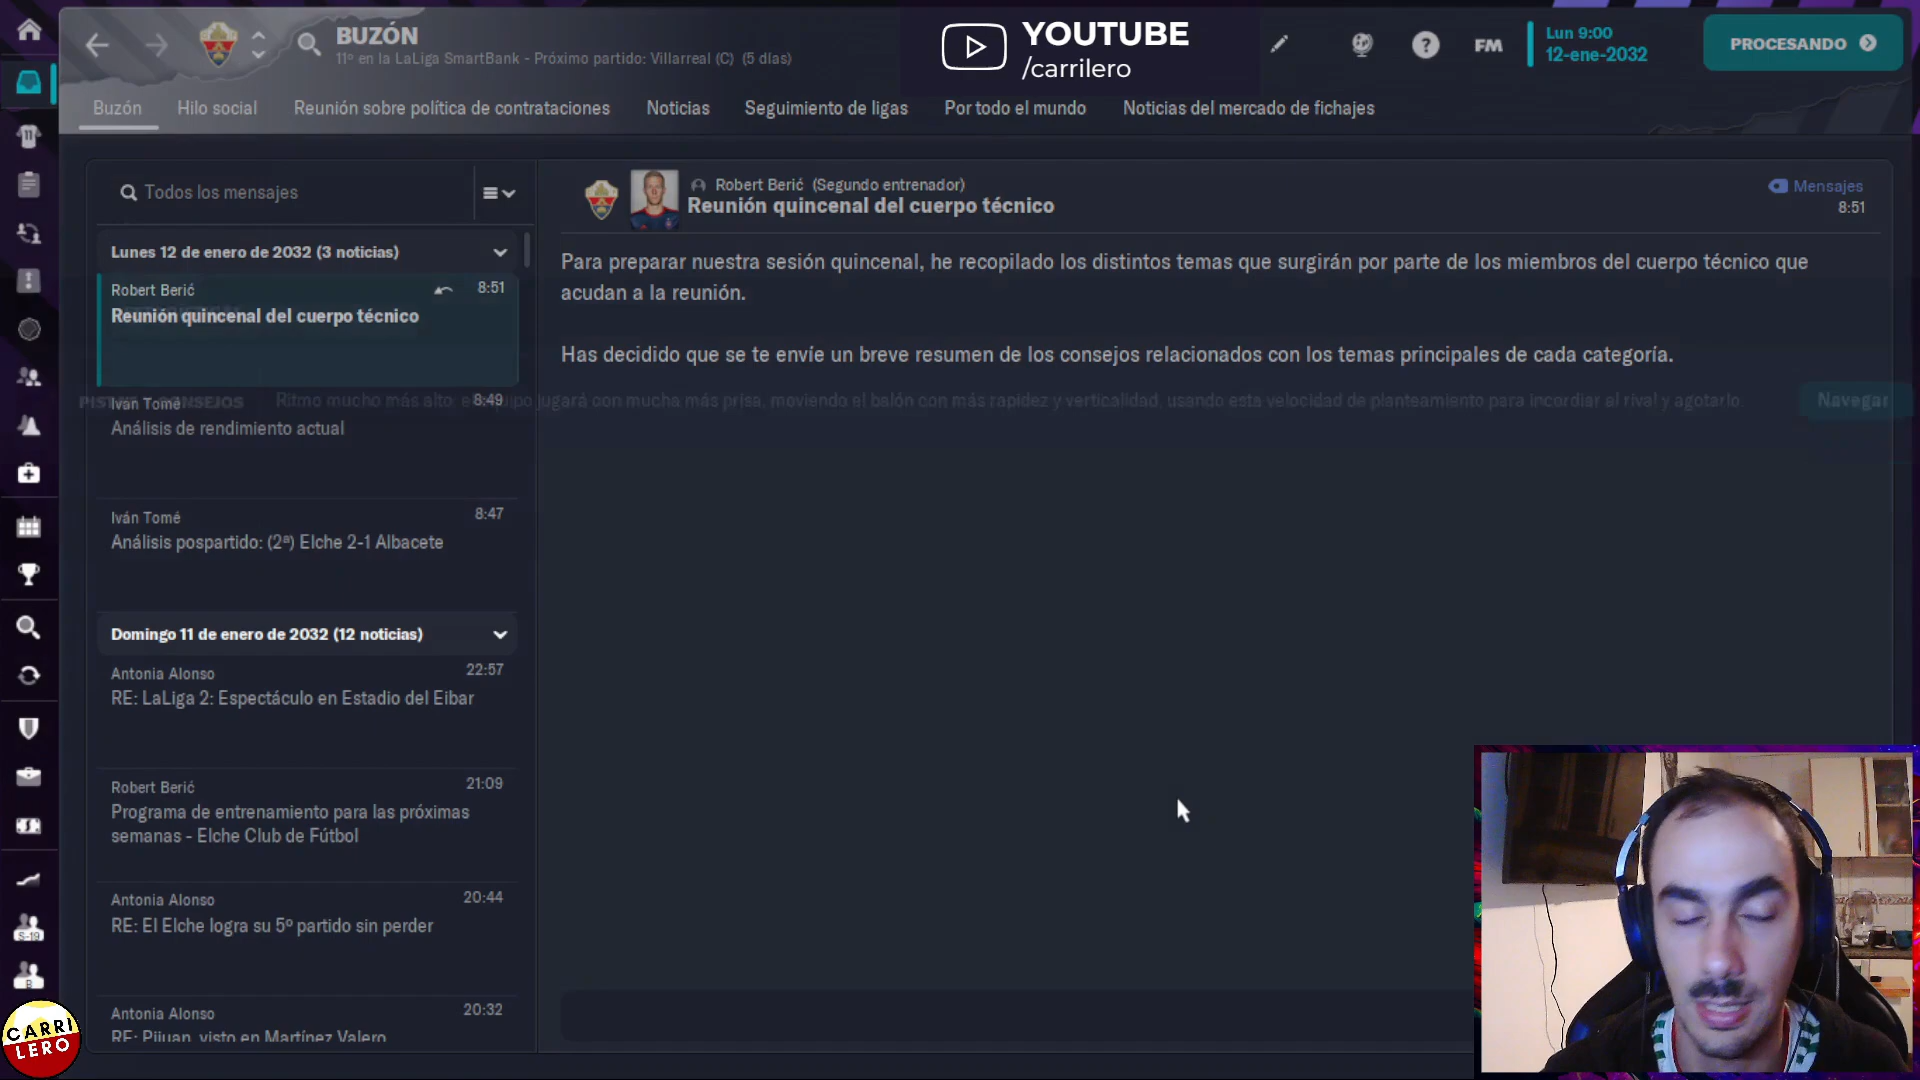 BUZÓN
11º en la LaLiga SmartBank - Próximo partido: Villarreal (C) (5 días)
YOUTUBE
/carrilero
FM
Lun 9:00
12-ene-2032
PROCESANDO
Buzón
Hilo social
Reunión sobre política de contrataciones
Noticias
Seguimiento de ligas
Por todo el mundo
Noticias del mercado de fichajes
Todos los mensajes
Lunes 12 de enero de 2032 (3 noticias)
Robert Berić
8:51
Reunión quincenal del cuerpo técnico
Iván Tomé
8:49
Análisis de rendimiento actual
Iván Tomé
8:47
Análisis pospartido: (2ª) Elche 2-1 Albacete
Domingo 11 de enero de 2032 (12 noticias)
Antonia Alonso
22:57
RE: LaLiga 2: Espectáculo en Estadio del Eibar
Robert Berić
21:09
Programa de entrenamiento para las próximas
semanas - Elche Club de Fútbol
Antonia Alonso
20:44
RE: El Elche logra su 5º partido sin perder
Antonia Alonso
20:32
RE: Pijuan, visto en Martínez Valero
Robert Berić (Segundo entrenador)
Reunión quincenal del cuerpo técnico
Mensajes
8:51
Para preparar nuestra sesión quincenal, he recopilado los distintos temas que surgirán por parte de los miembros del cuerpo técnico que
acudan a la reunión.
Has decidido que se te envíe un breve resumen de los consejos relacionados con los temas principales de cada categoría.
CONSEJOS
Ritmo mucho más alto: el equipo jugará con mucha más prisa, moviendo el balón con más rapidez y verticalidad, usando esta velocidad de planteamiento para incordiar al rival y agotarlo.
Navegar
S-19
B
CARRI
LERO